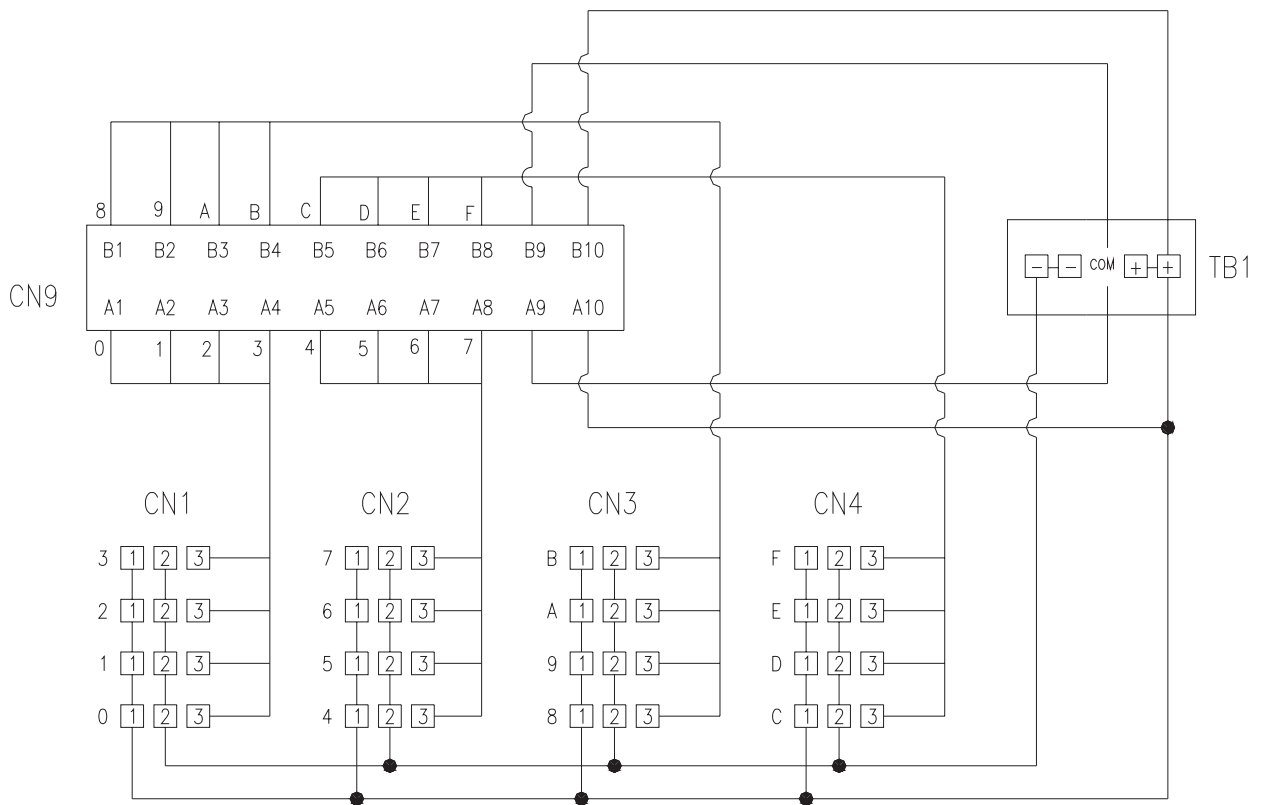 8 9 A B C D E F
B1 B2 B3 B4 B5 B6 B7 B8 B9 B10
− − COM + +
TB1
CN9
A1 A2 A3 A4 A5 A6 A7 A8 A9 A10
0 1 2 3 4 5 6 7
CN1 CN2 CN3 CN4
3 1 2 3 7 1 2 3 B 1 2 3 F 1 2 3
2 1 2 3 6 1 2 3 A 1 2 3 E 1 2 3
1 1 2 3 5 1 2 3 9 1 2 3 D 1 2 3
0 1 2 3 4 1 2 3 8 1 2 3 C 1 2 3